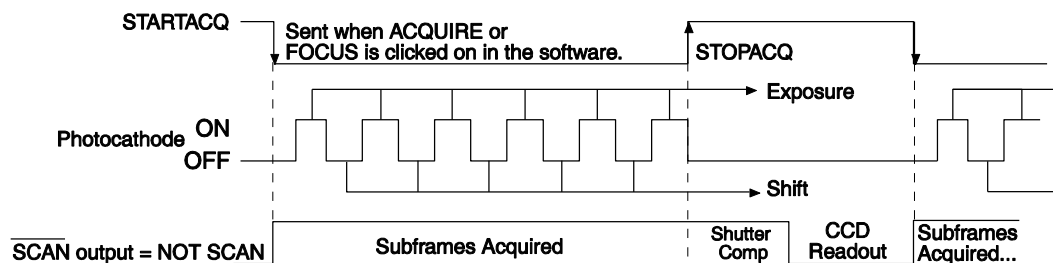 STARTACQ
Sent when ACQUIRE or
FOCUS is clicked on in the software.
STOPACQ
Exposure
Photocathode ON
OFF
Shift
SCAN output = NOT SCAN
Subframes Acquired
Shutter
Comp
CCD
Readout
Subframes
Acquired...